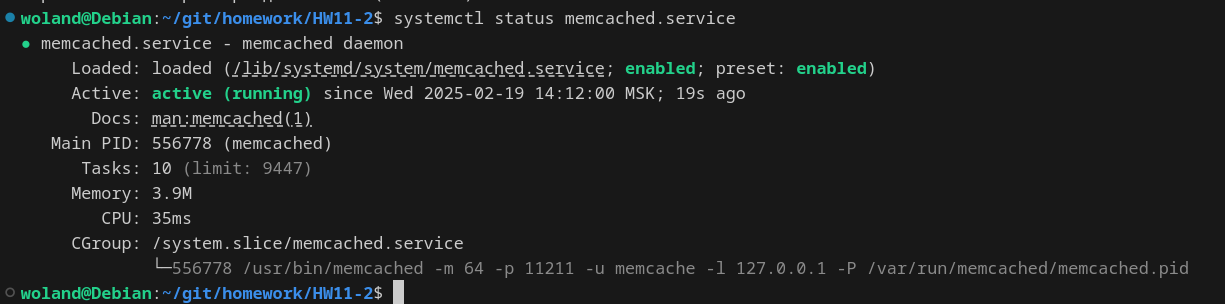 woland@Debian:~/git/homework/HW11-2$ systemctl status memcached.service
● memcached.service - memcached daemon
Loaded: loaded (/lib/systemd/system/memcached.service; enabled; preset: enabled)
Active: active (running) since Wed 2025-02-19 14:12:00 MSK; 19s ago
Docs: man:memcached(1)
Main PID: 556778 (memcached)
Tasks: 10 (limit: 9447)
Memory: 3.9M
CPU: 35ms
CGroup: /system.slice/memcached.service
└─556778 /usr/bin/memcached -m 64 -p 11211 -u memcache -l 127.0.0.1 -P /var/run/memcached/memcached.pid
woland@Debian:~/git/homework/HW11-2$